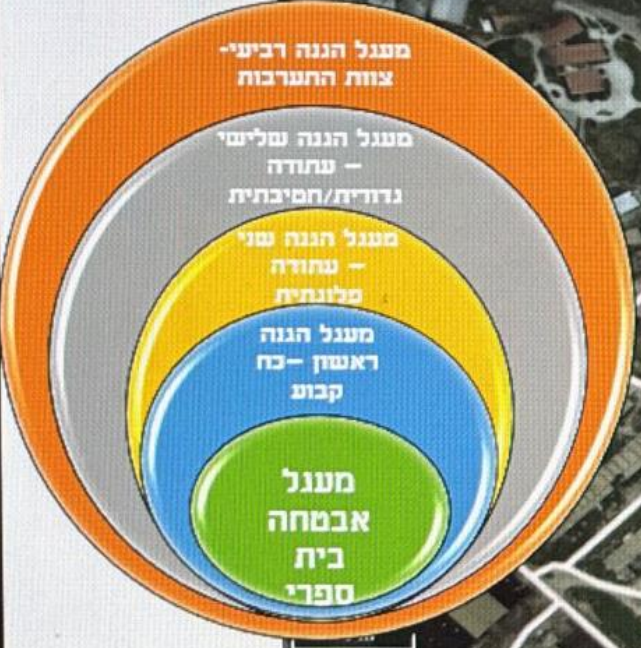 מעגל הגנה רביעי-
צוות התערבות
מעגל הגנה שלישי
– עתודה
גדודית/חטיבתית
מעגל הגנה שני
– עתודה
פלוגתית
מעגל הגנה
ראשון –כח
קבוע
מעגל
אבטחה
בית
ספרי